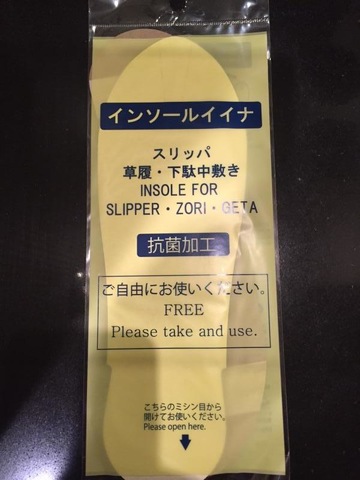 インソールイイナ
スリッパ
草履・下駄中敷き
INSOLE FOR
SLIPPER・ZORI・GETA
抗菌加工
ご自由にお使いください。
FREE
Please take and use.
こちらのミシン目から
開けてお使いください。
Please open here.